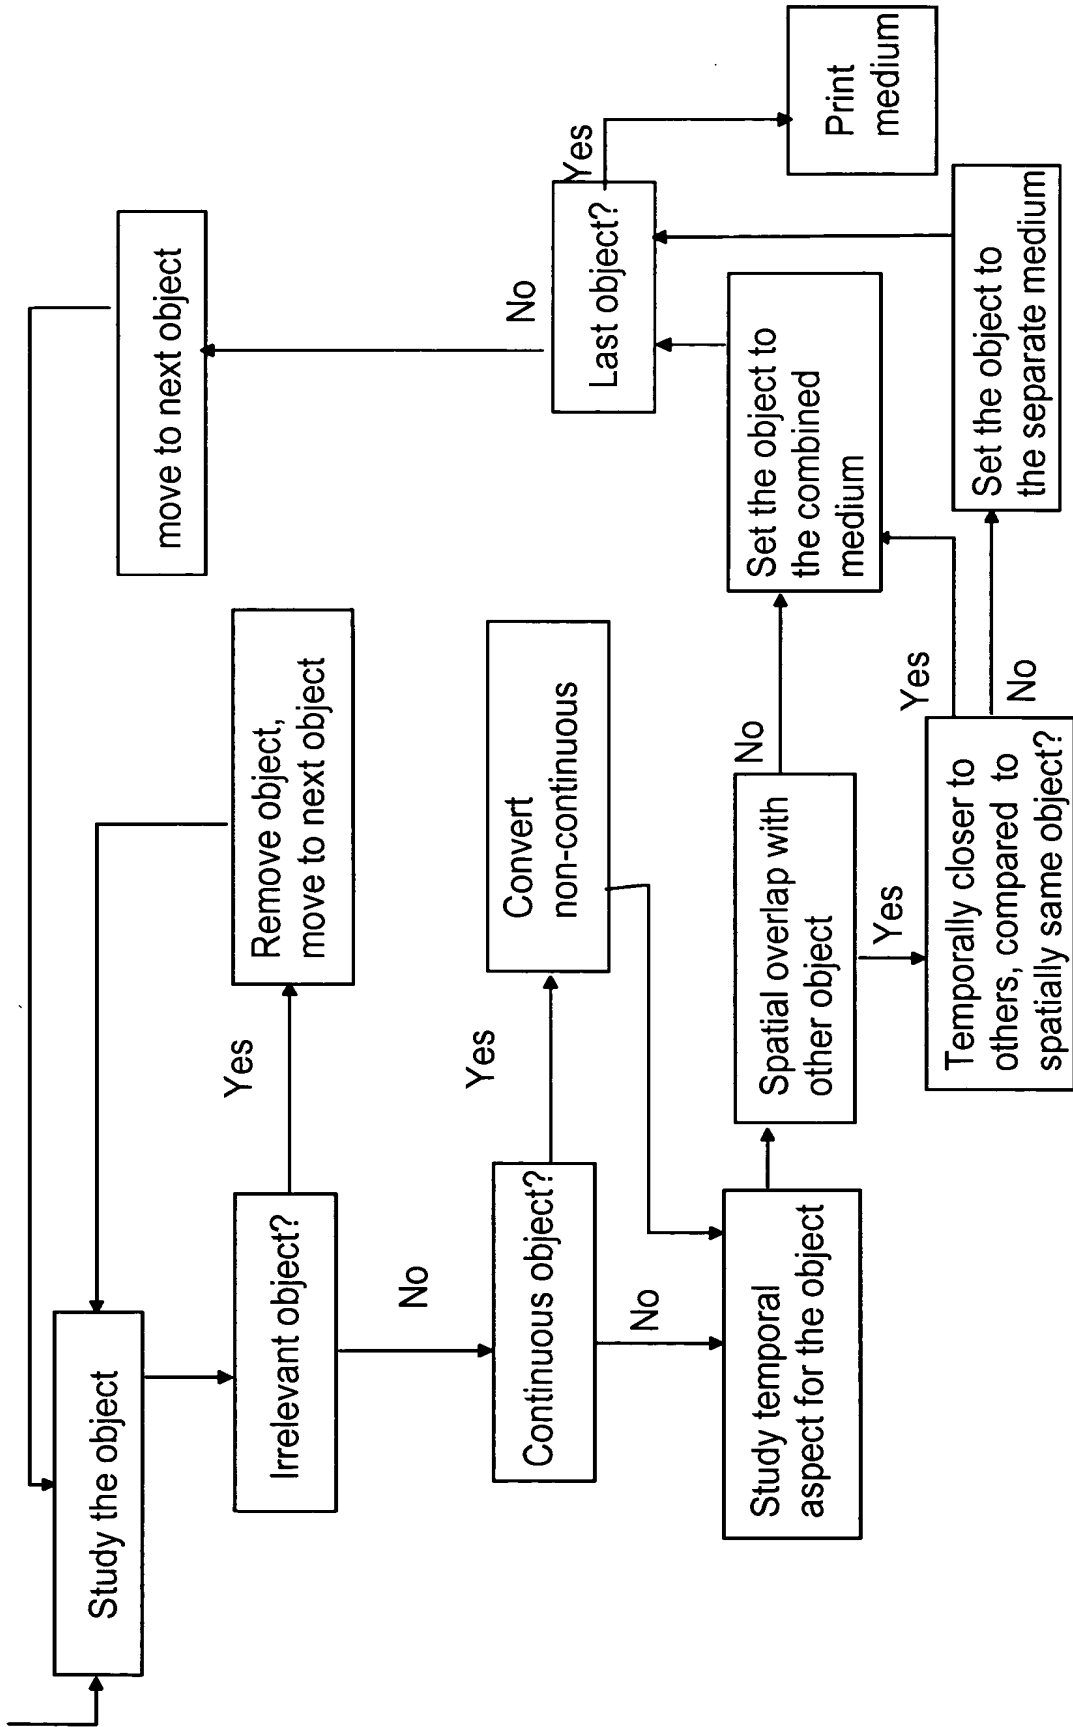 Study the object
Irrelevant object?
Yes
Remove object,
move to next object
No
Continuous object?
Yes
Convert
non-continuous
No
Study temporal
aspect for the object
Spatial overlap with
other object
No
Yes
Temporally closer to
others, compared to
spatially same object?
Yes
No
Set the object to
the combined
medium
Set the object to
the separate medium
Last object?
No
move to next object
Yes
Print
medium